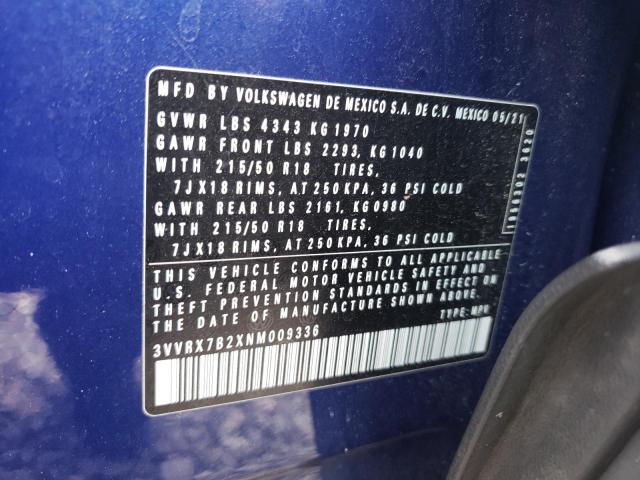 MFD BY VOLKSWAGEN DE MEXICO S.A. DE C.V. MEXICO 05/21
GVWR LBS 4343 KG 1970
GAWR FRONT LBS 2293, KG 1040
WITH 215/50 R18 TIRES,
7JX18 RIMS, AT 250 KPA, 36 PSI COLD
GAWR REAR LBS 2161, KG 0980
WITH 215/50 R18 TIRES,
7JX18 RIMS, AT 250 KPA, 36 PSI COLD
THIS VEHICLE CONFORMS TO ALL APPLICABLE
U.S. FEDERAL MOTOR VEHICLE SAFETY AND
THEFT PREVENTION STANDARDS IN EFFECT ON
THE DATE OF MANUFACTURE SHOWN ABOVE.
3VVRX7B2XNM009336
TYPE: MPV
3620